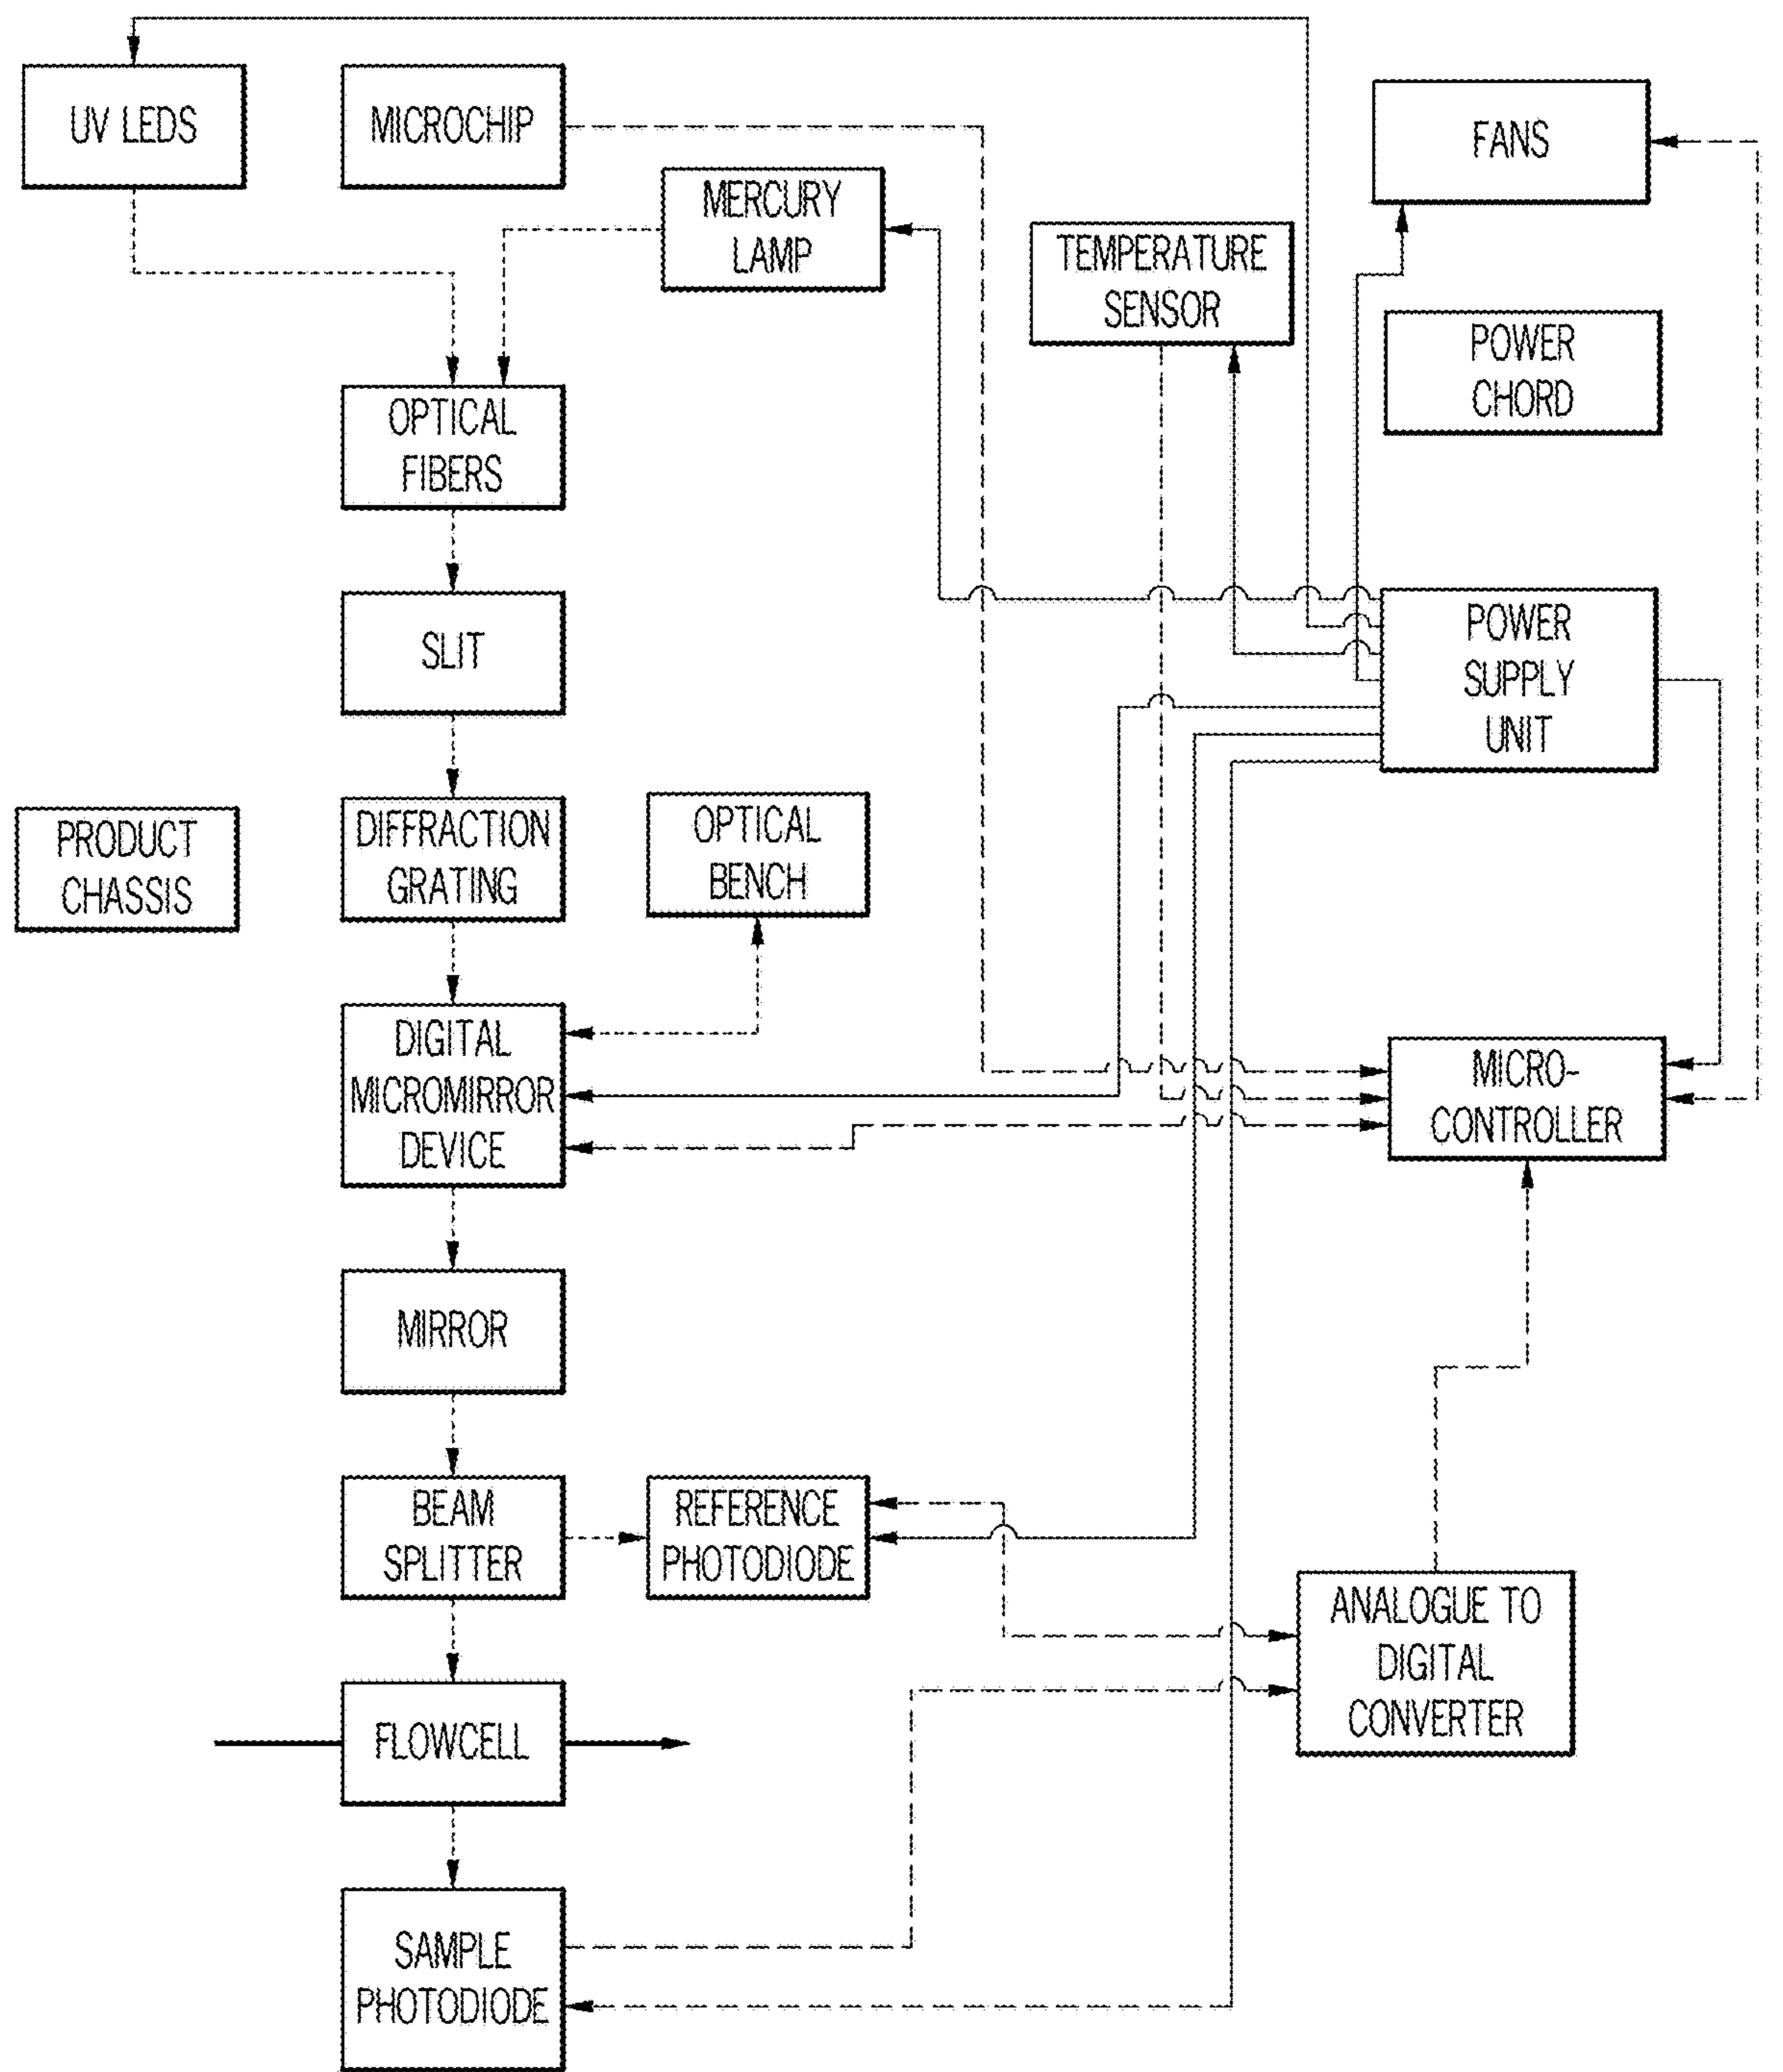 UV LEDS
MICROCHIP
FANS
MERCURY
LAMP
TEMPERATURE
SENSOR
POWER
CHORD
OPTICAL
FIBERS
SLIT
POWER
SUPPLY
UNIT
PRODUCT
CHASSIS
DIFFRACTION
GRATING
OPTICAL
BENCH
DIGITAL
MICROMIRROR
DEVICE
MICRO-
CONTROLLER
MIRROR
BEAM
SPLITTER
REFERENCE
PHOTODIODE
ANALOGUE TO
DIGITAL
CONVERTER
FLOWCELL
SAMPLE
PHOTODIODE